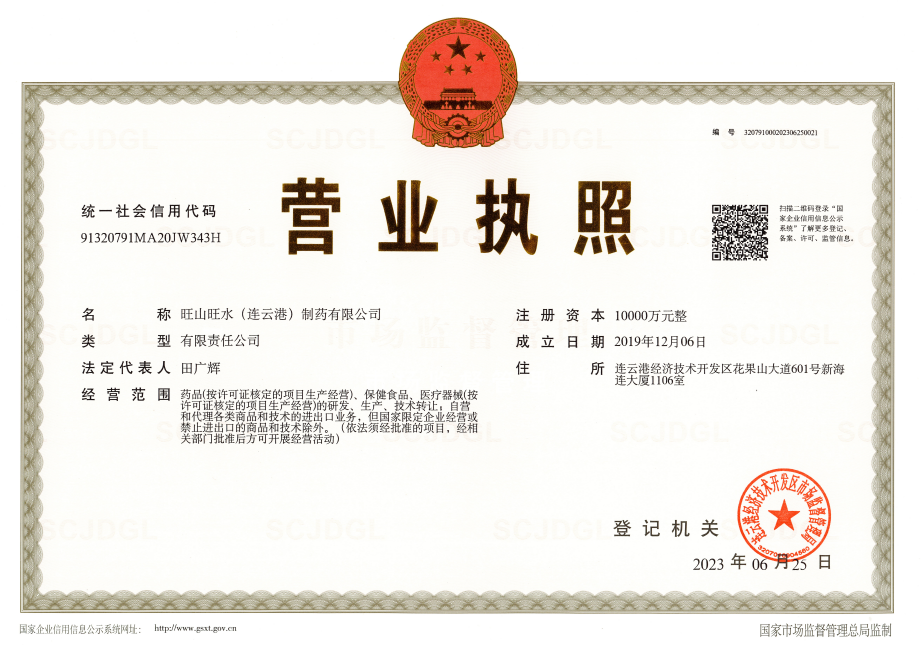 编 号 320791000202306250021
营业执照
统一社会信用代码
91320791MA20JW343H
扫描二维码登录“国
家企业信用信息公示
系统”了解更多登记、
备案、许可、监管信息。
名 称 旺山旺水（连云港）制药有限公司
类 型 有限责任公司
法定代表人 田广辉
经营范围 药品(按许可证核定的项目生产经营)、保健食品、医疗器械(按
许可证核定的项目生产经营)的研发、生产、技术转让；自营
和代理各类商品和技术的进出口业务，但国家限定企业经营或
禁止进出口的商品和技术除外。（依法须经批准的项目，经相
关部门批准后方可开展经营活动）
注册资本 10000万元整
成立日期 2019年12月06日
住 所 连云港经济技术开发区花果山大道601号新海
连大厦1106室
市场监督管理
SCJDGL
登记机关
连云港经济技术开发区市场监督管理局
2023 年 06 月 25 日
国家企业信用信息公示系统网址： http://www.gsxt.gov.cn
国家市场监督管理总局监制